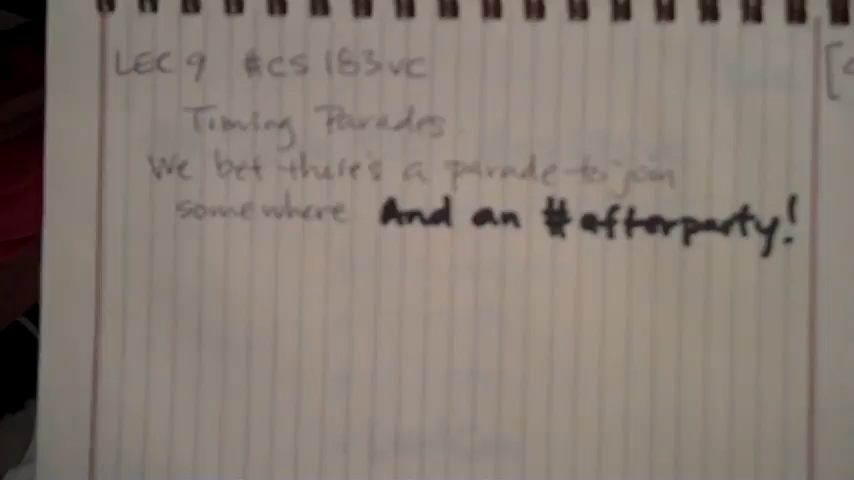 LEC 9 #CS 183VC
Timing Parades
We bet there's a parade to join
somewhere And an #afterparty!